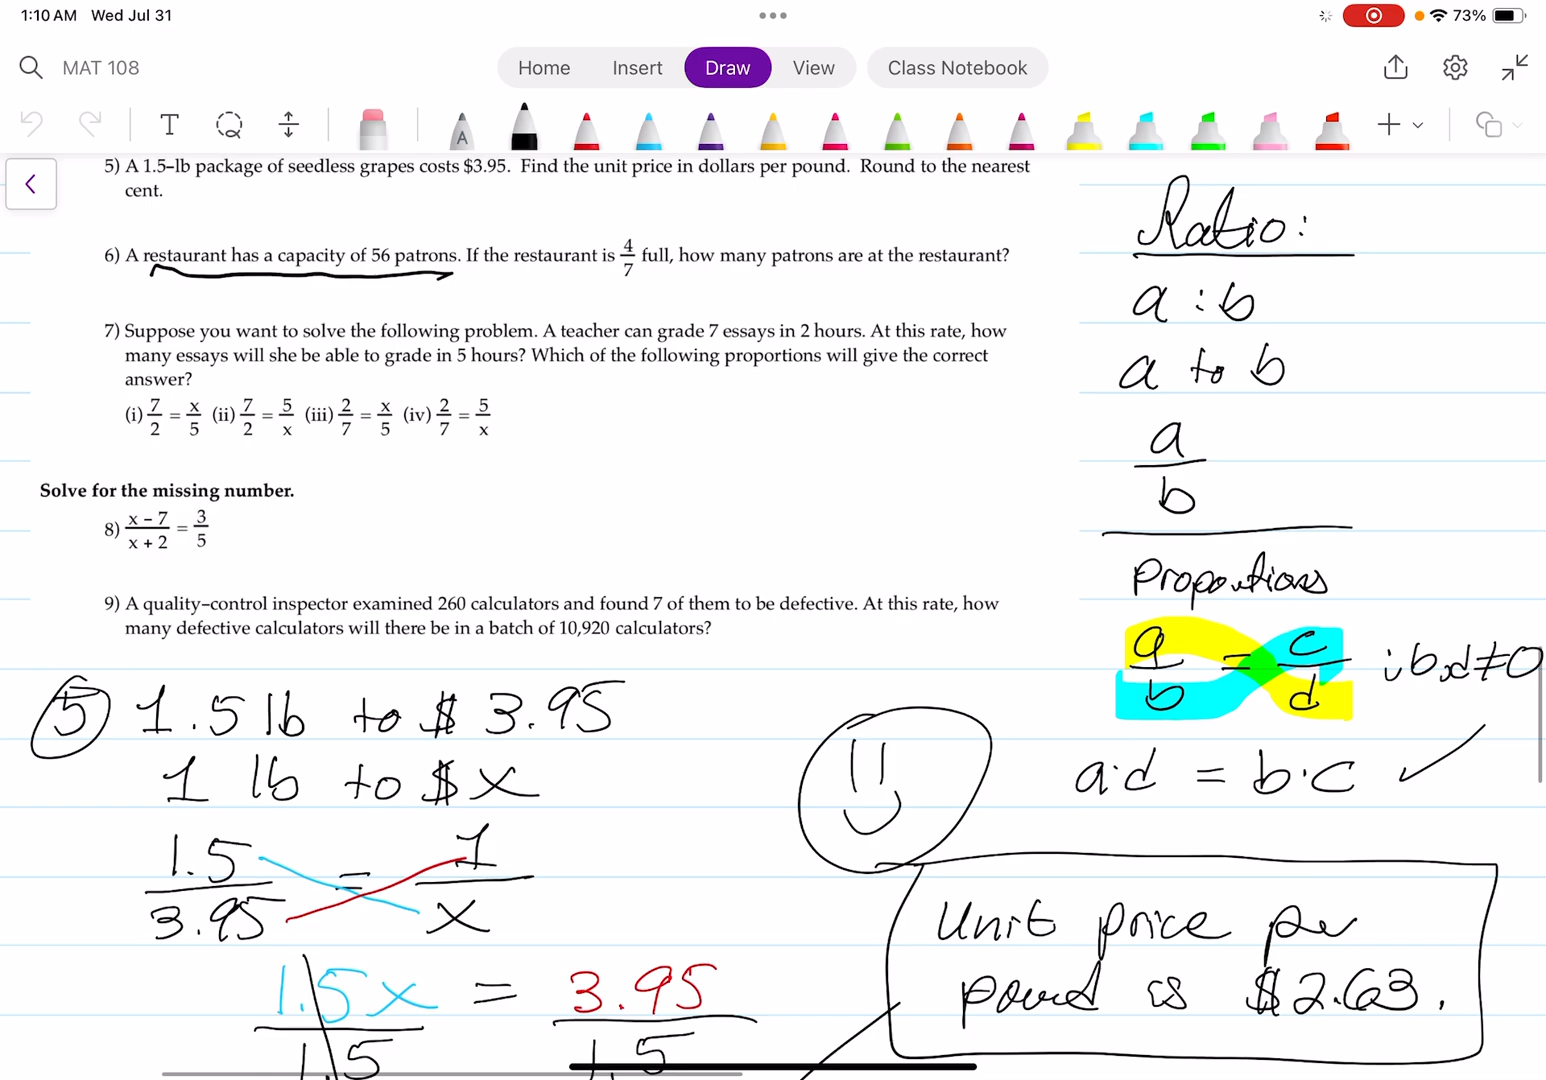 1:10 AM Wed Jul 31
73%
MAT 108
Home Insert Draw View Class Notebook
T A
5) A 1.5–lb package of seedless grapes costs $3.95. Find the unit price in dollars per pound. Round to the nearest
cent.
6) A restaurant has a capacity of 56 patrons. If the restaurant is 4/7 full, how many patrons are at the restaurant?
7) Suppose you want to solve the following problem. A teacher can grade 7 essays in 2 hours. At this rate, how
many essays will she be able to grade in 5 hours? Which of the following proportions will give the correct
answer?
(i) 7/2 = x/5 (ii) 7/2 = 5/x (iii) 2/7 = x/5 (iv) 2/7 = 5/x
Solve for the missing number.
8) x – 7/x + 2 = 3/5
9) A quality–control inspector examined 260 calculators and found 7 of them to be defective. At this rate, how
many defective calculators will there be in a batch of 10,920 calculators?
5 1.5 lb to $ 3.95
1 lb to $ x
1.5/3.95 = 1/x
1.5x/1.5 = 3.95/1.5
Ratio:
a : b
a to b
a/b
Proportions
a/b = c/d ; b,d≠0
a·d = b·c ✓
Unit price per
pound is $2.63.